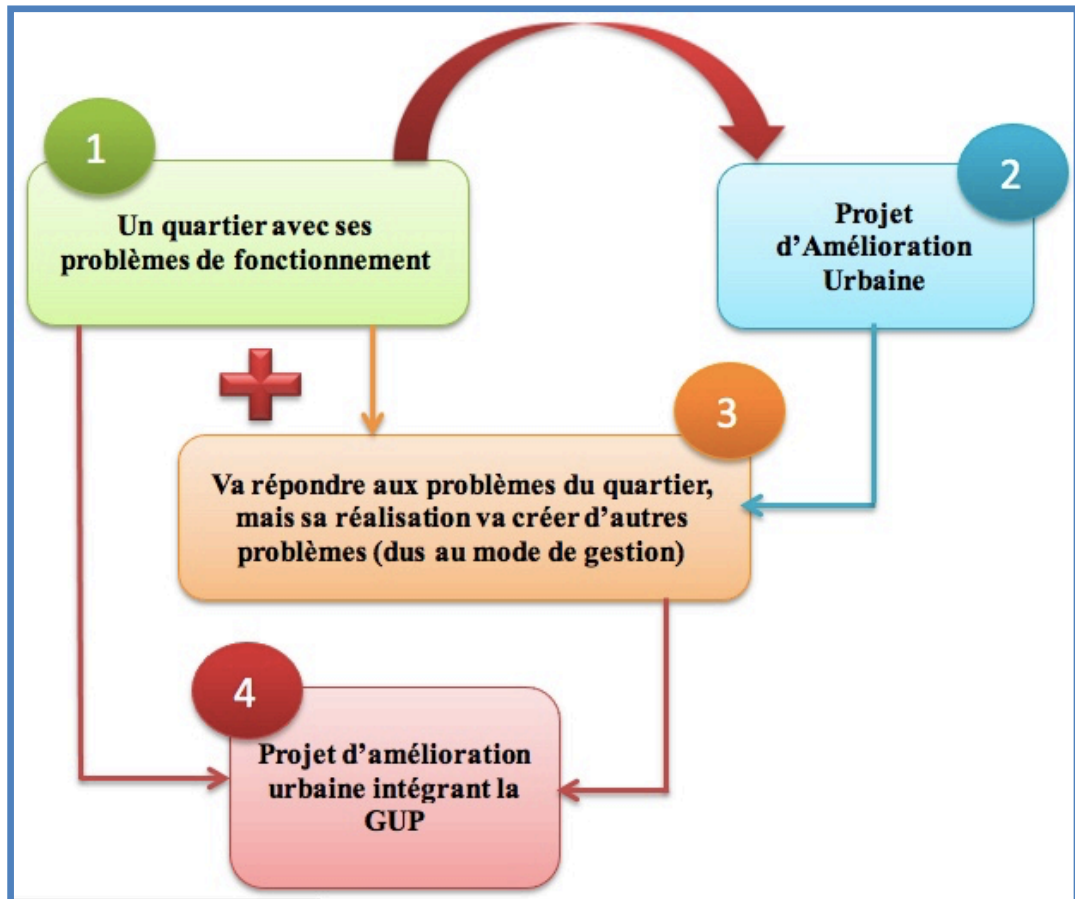 1
Un quartier avec ses
problèmes de fonctionnement
2
Projet
d'Amélioration
Urbaine
3
Va répondre aux problèmes du quartier,
mais sa réalisation va créer d'autres
problèmes (dus au mode de gestion)
4
Projet d'amélioration
urbaine intégrant la
GUP